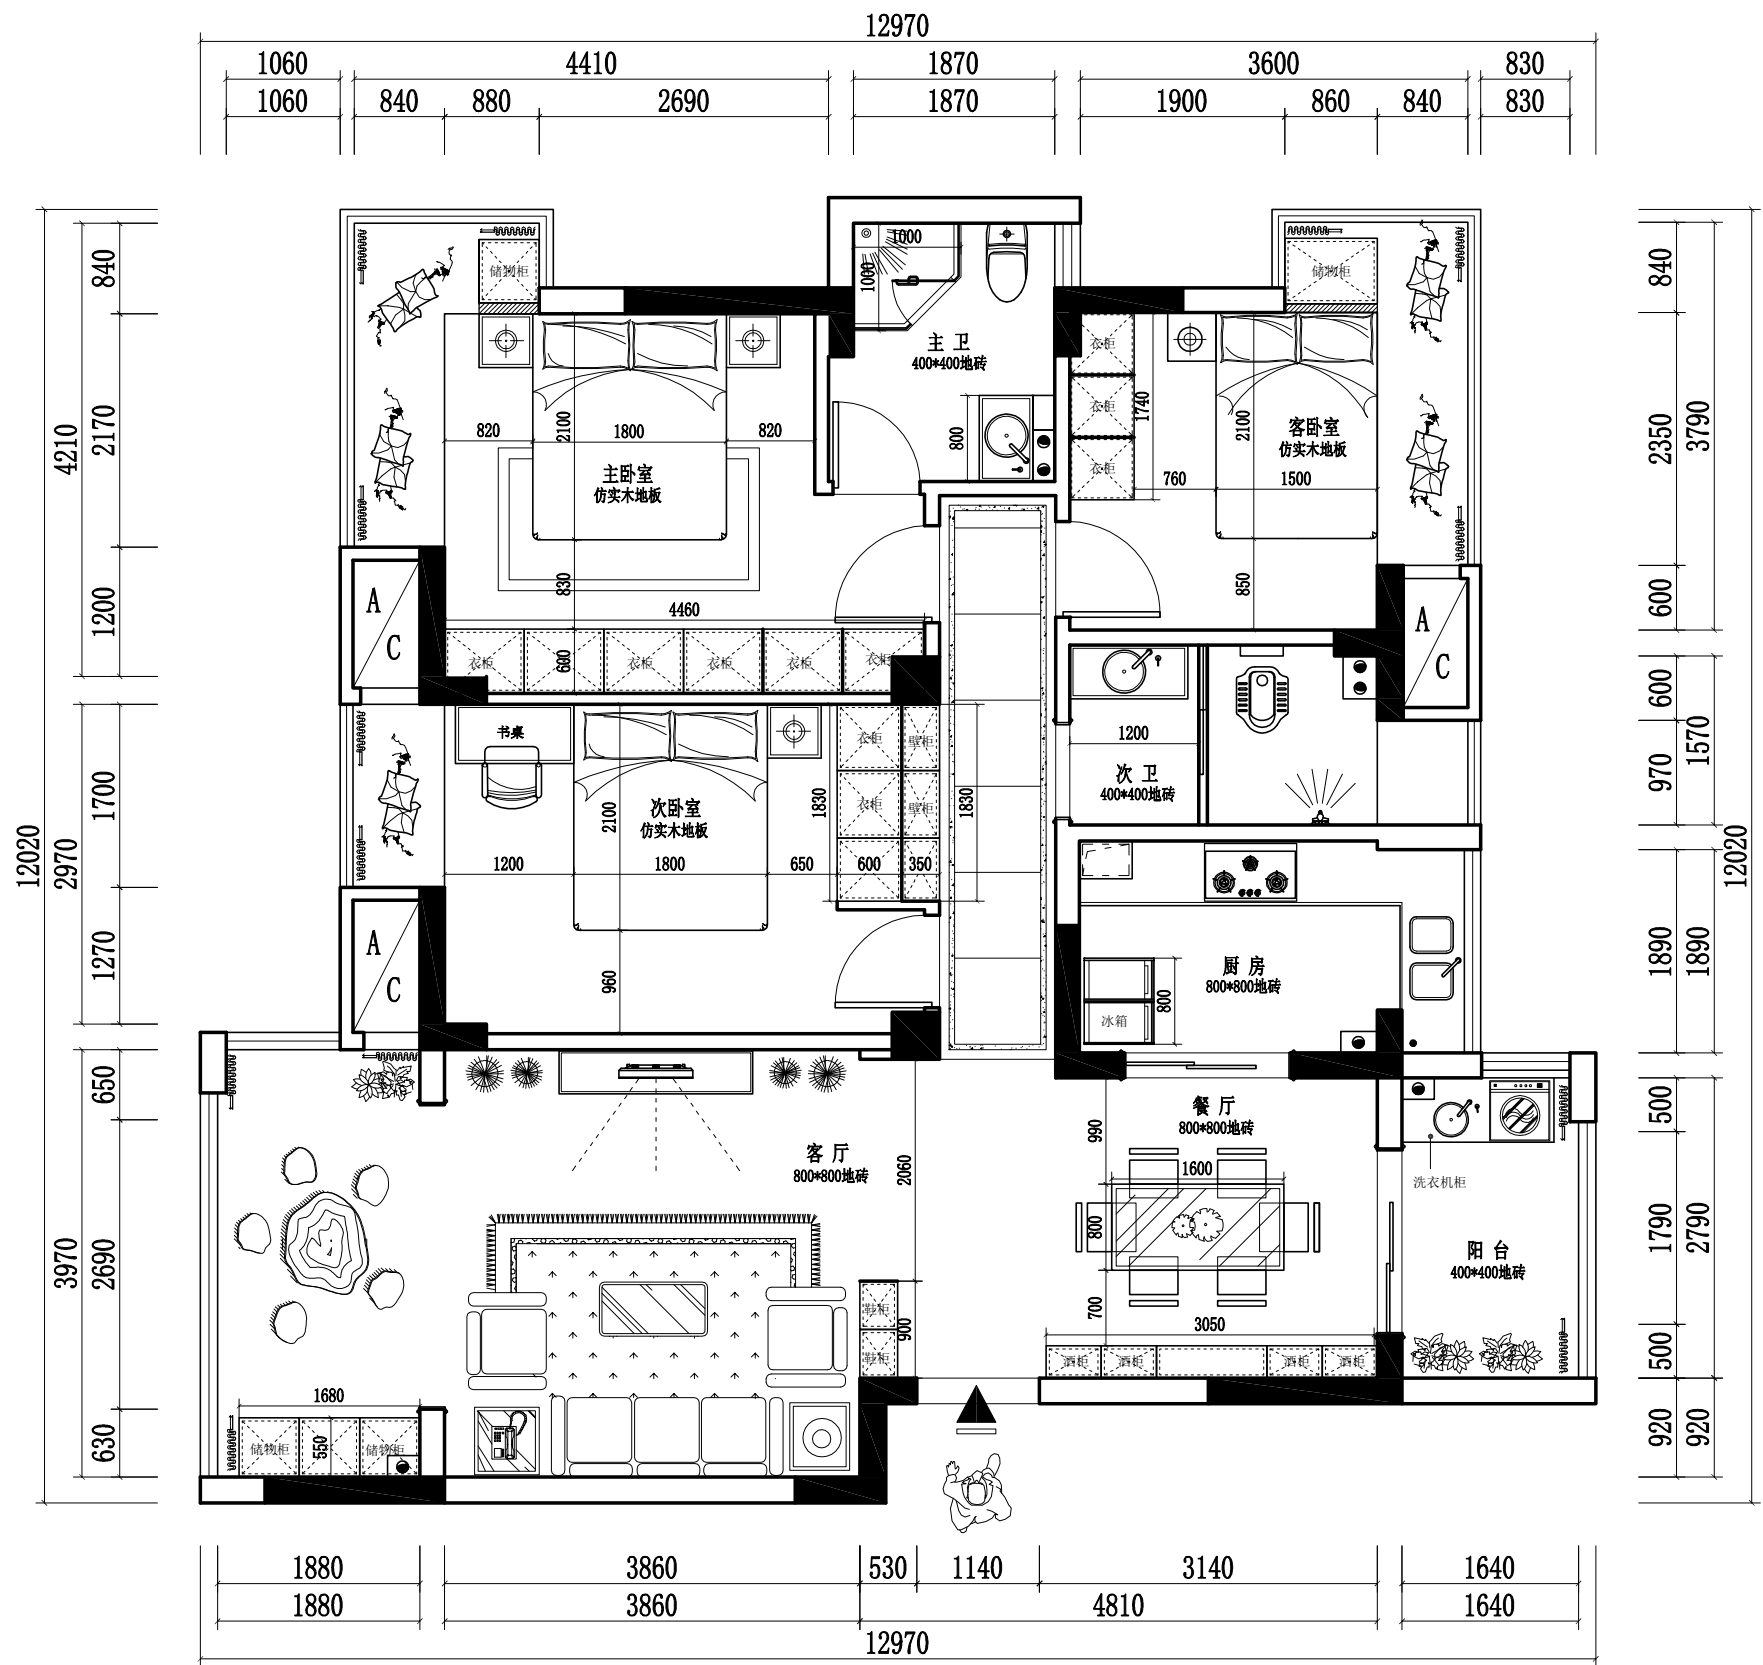 12970
1060 4410 1870 3600 830
1060 840 880 2690 1870 1900 860 840 830
12020
4210
2970
3970
840
2170
1200
1700
1270
650
2690
630
储物柜
1000
1000
主 卫
400*400地砖
800
储物柜
衣柜
衣柜
衣柜
1740
820 2100 1800 820
主卧室
仿实木地板
830
4460
2100
客卧室
仿实木地板
760 1500
850
A
C
衣柜 衣柜 衣柜 衣柜 衣柜
600
A
C
书桌
衣柜 壁柜
衣柜 壁柜
1830
1830
2100
次卧室
仿实木地板
1200 1800 650 600 350
960
A
C
1200
次 卫
400*400地砖
厨 房
800*800地砖
800
冰箱
客 厅
800*800地砖
2060
900
鞋柜
鞋柜
餐 厅
800*800地砖
990
1600
800
700
3050
酒柜 酒柜 酒柜 酒柜
洗衣机柜
阳 台
400*400地砖
1680
储物柜 储物柜
550
840
2350
600
600
970
1890
500
1790
500
920
3790
1570
1890
2790
920
12020
1880 3860 530 1140 3140 1640
1880 3860 4810 1640
12970